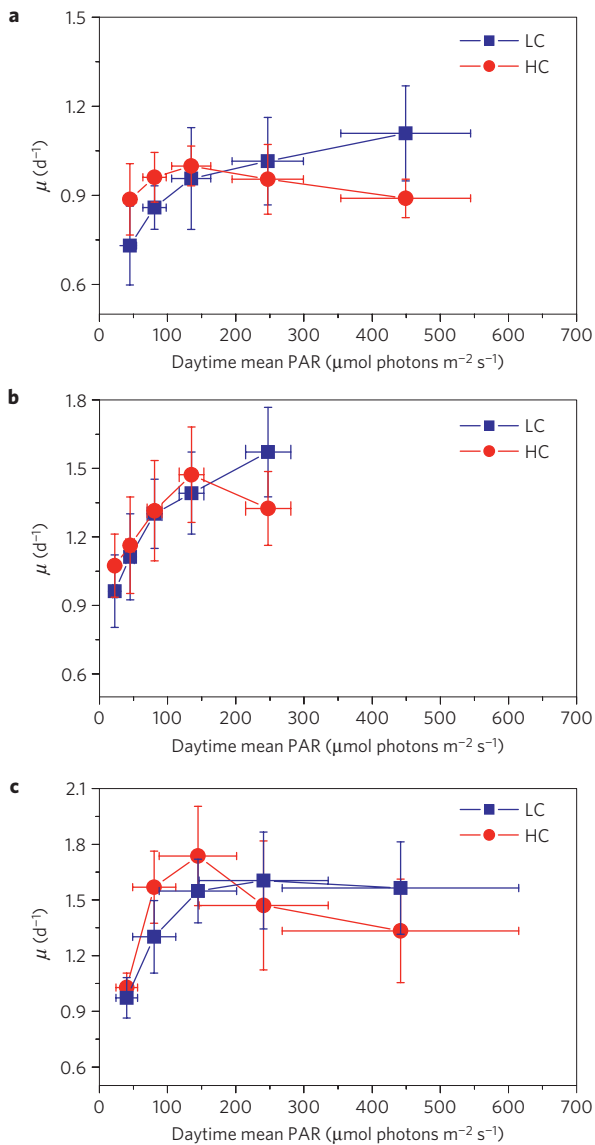 a
1.5
1.2
0.9
0.6
μ (d⁻¹)
LC
HC
0 100 200 300 400 500 600 700
Daytime mean PAR (μmol photons m⁻² s⁻¹)
b
1.8
1.5
1.2
0.9
0.6
μ (d⁻¹)
LC
HC
0 100 200 300 400 500 600 700
Daytime mean PAR (μmol photons m⁻² s⁻¹)
c
2.1
1.8
1.5
1.2
0.9
0.6
μ (d⁻¹)
LC
HC
0 100 200 300 400 500 600 700
Daytime mean PAR (μmol photons m⁻² s⁻¹)